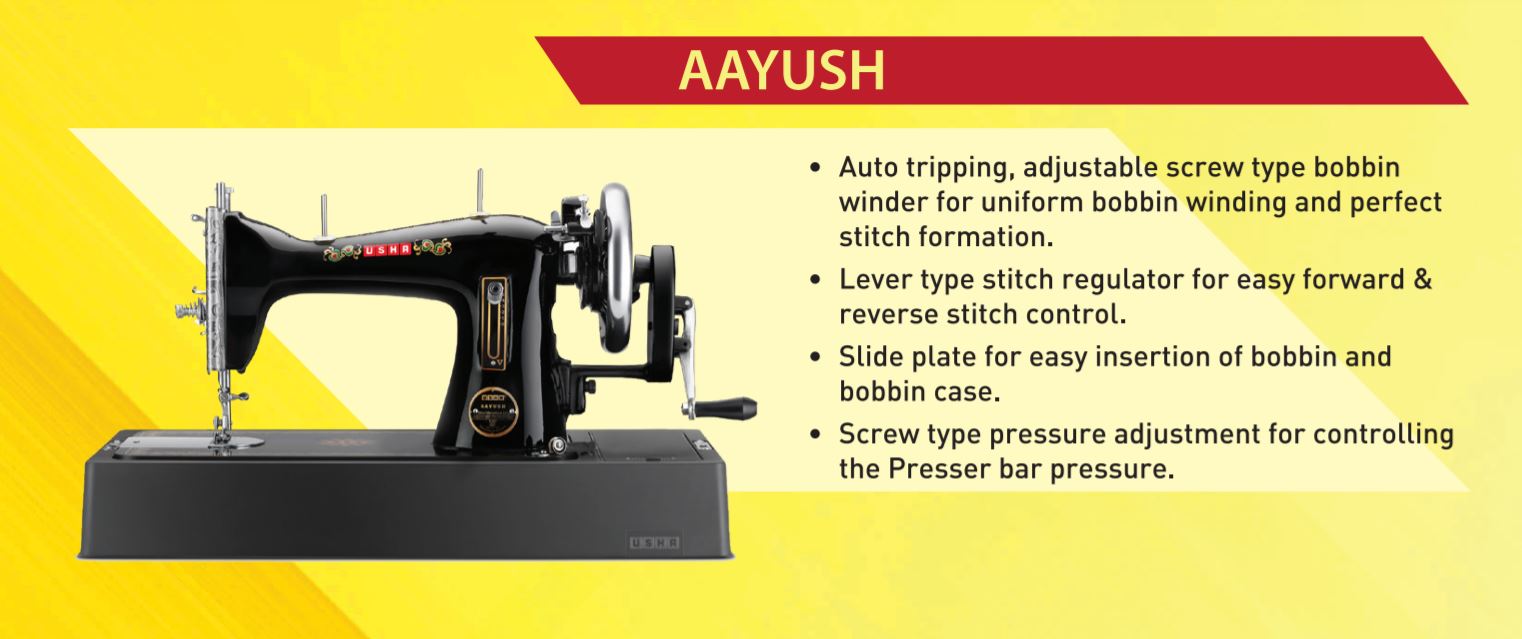 AAYUSH
• Auto tripping, adjustable screw type bobbin
winder for uniform bobbin winding and perfect
stitch formation.
• Lever type stitch regulator for easy forward &
reverse stitch control.
• Slide plate for easy insertion of bobbin and
bobbin case.
• Screw type pressure adjustment for controlling
the Presser bar pressure.
USHA
USHA
AAYUSH
USHA